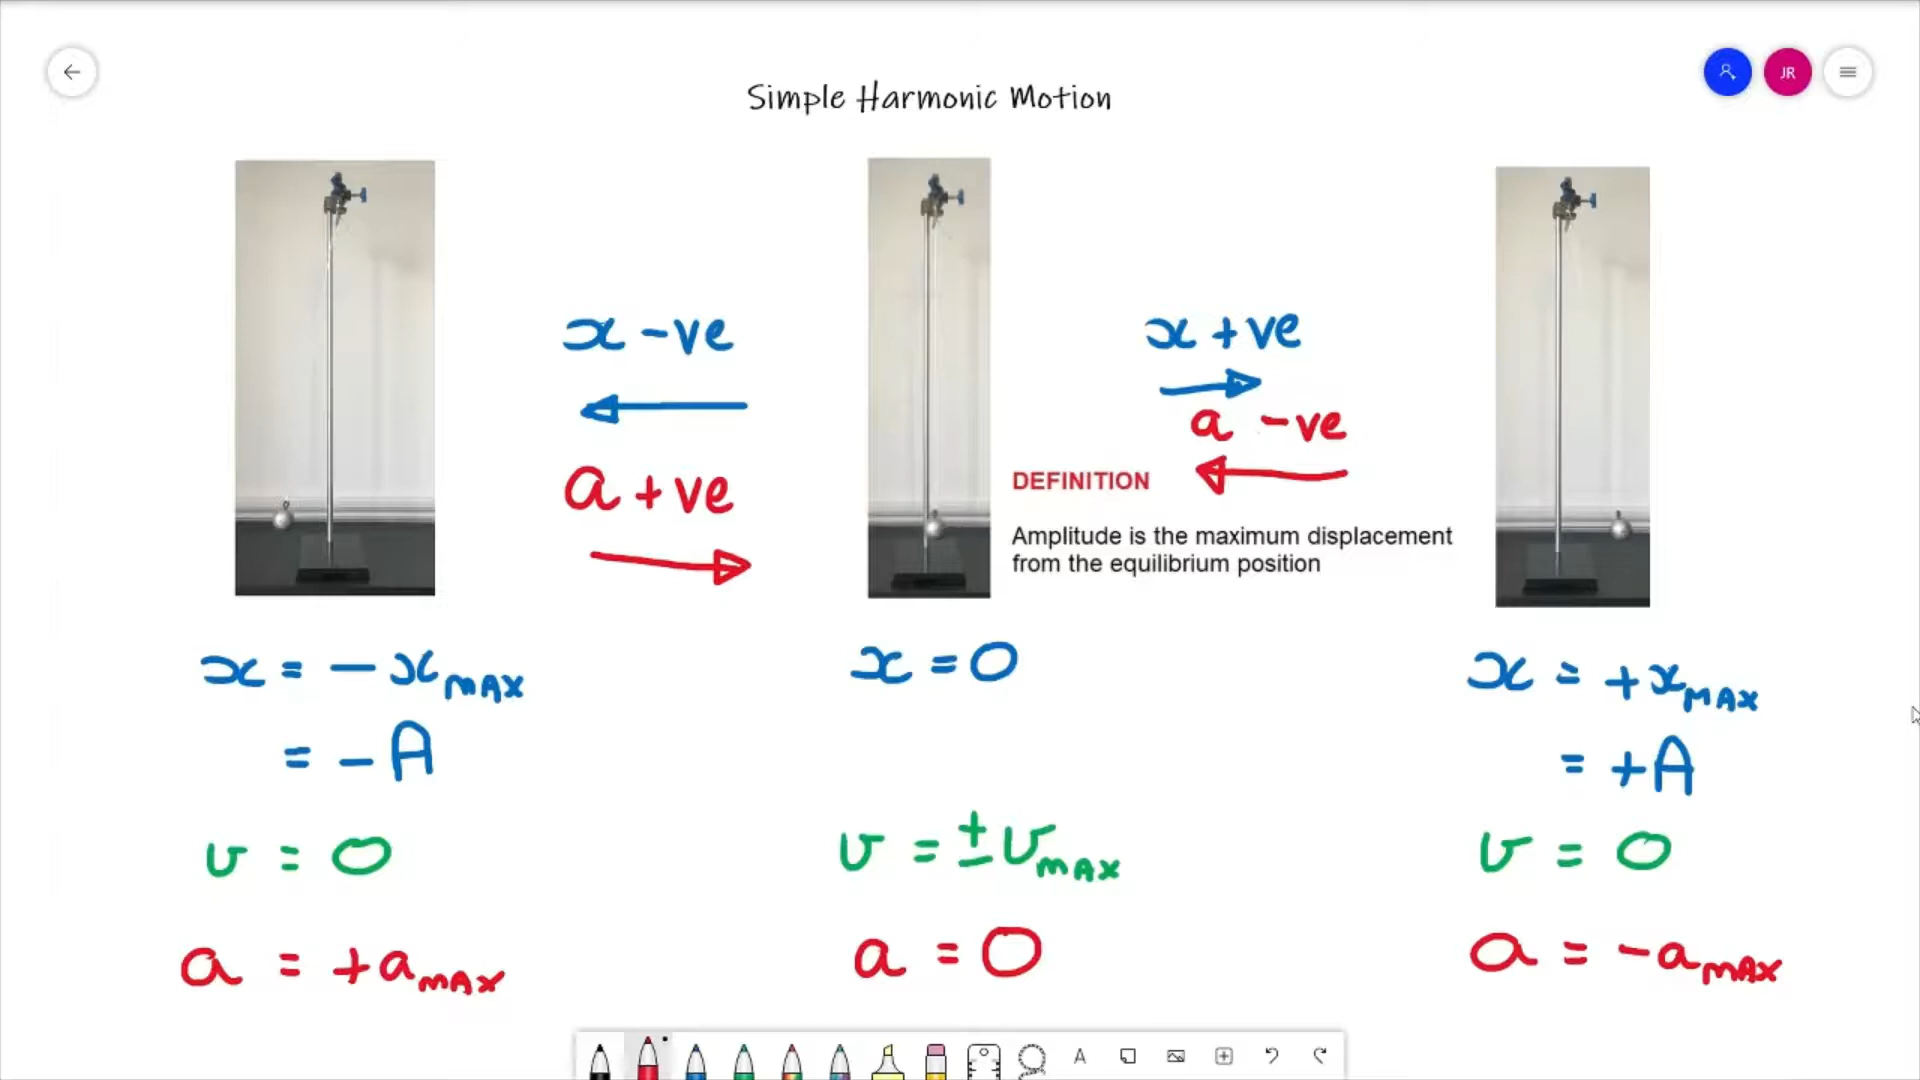 JR
Simple Harmonic Motion
x -ve
x +ve
a -ve
a +ve
DEFINITION
Amplitude is the maximum displacement
from the equilibrium position
x = - xMAX
= - A
x = 0
x = +xMAX
= +A
v = 0
v = ± vMAX
v = 0
a = +aMAX
a = 0
a = -aMAX
A